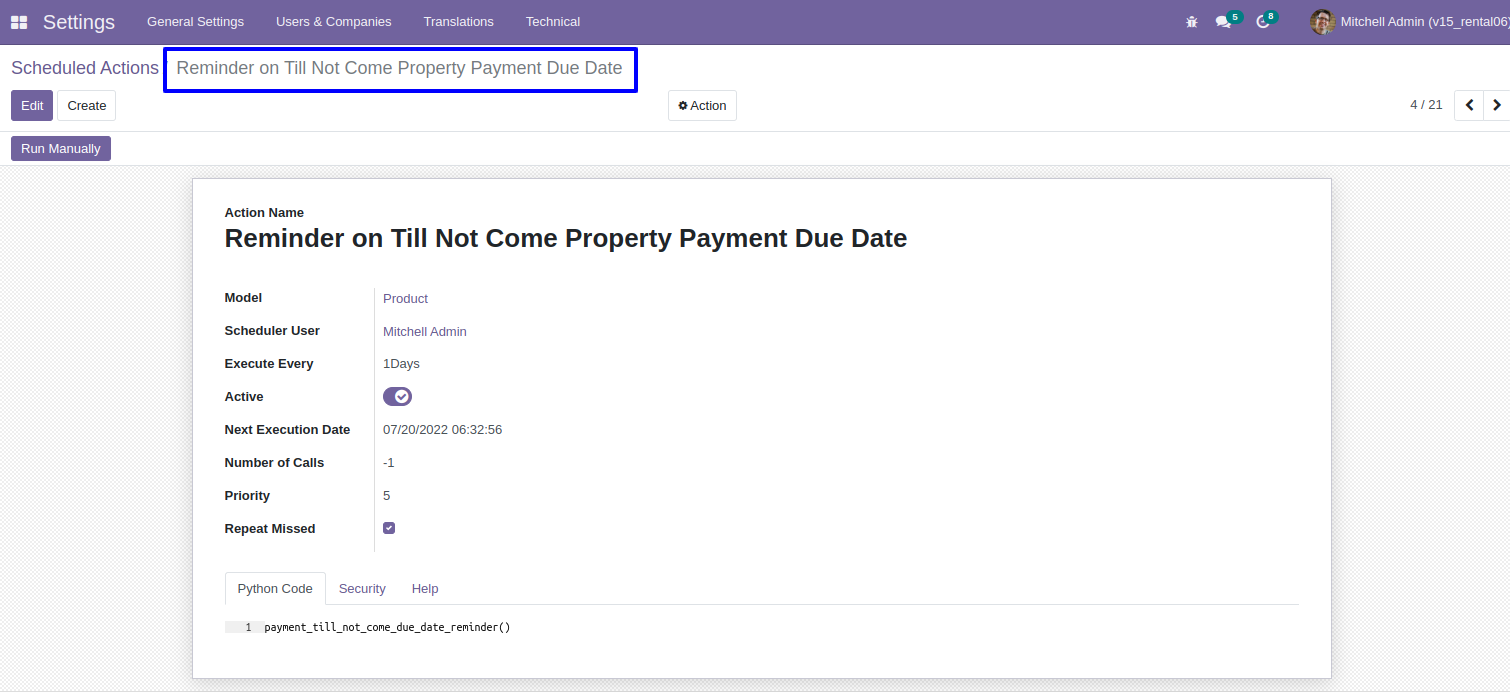 Settings General Settings Users & Companies Translations Technical 5 8 Mitchell Admin (v15_rental06)
Scheduled Actions Reminder on Till Not Come Property Payment Due Date
Edit Create Action 4 / 21
Run Manually
Action Name
Reminder on Till Not Come Property Payment Due Date
Model Product
Scheduler User Mitchell Admin
Execute Every 1Days
Active
Next Execution Date 07/20/2022 06:32:56
Number of Calls -1
Priority 5
Repeat Missed
Python Code Security Help
1 payment_till_not_come_due_date_reminder()